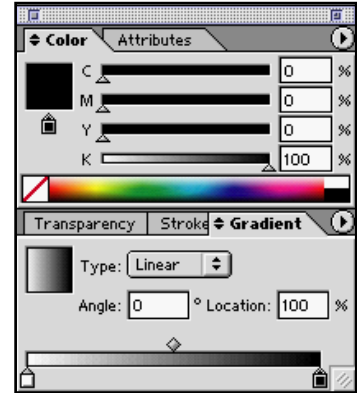 Color Attributes
C 0 %
M 0 %
Y 0 %
K 100 %
Transparency Stroke Gradient
Type: Linear
Angle: 0 ° Location: 100 %